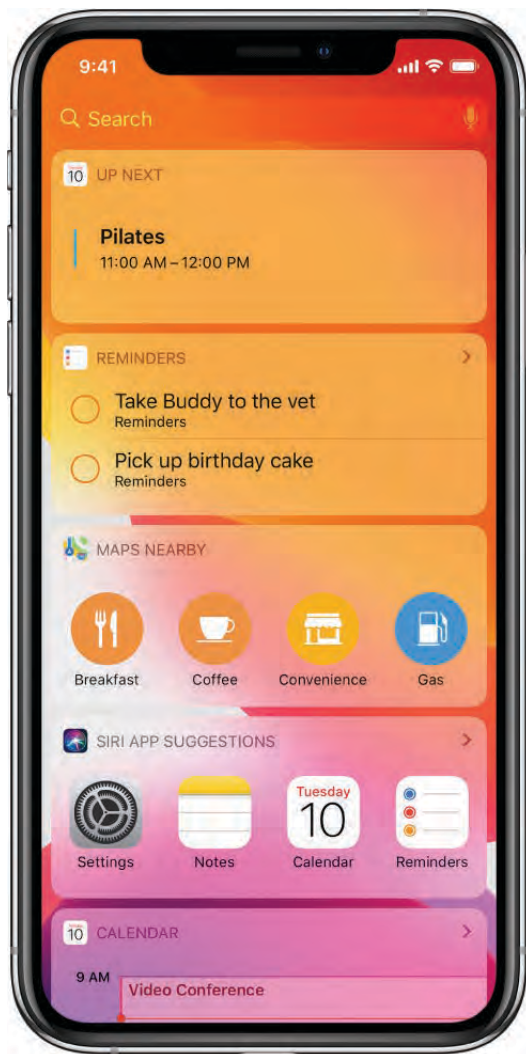 9:41
Search
10 UP NEXT
Pilates
11:00 AM – 12:00 PM
REMINDERS
Take Buddy to the vet
Reminders
Pick up birthday cake
Reminders
MAPS NEARBY
Breakfast Coffee Convenience Gas
SIRI APP SUGGESTIONS
Tuesday
10
Settings Notes Calendar Reminders
10 CALENDAR
9 AM
Video Conference